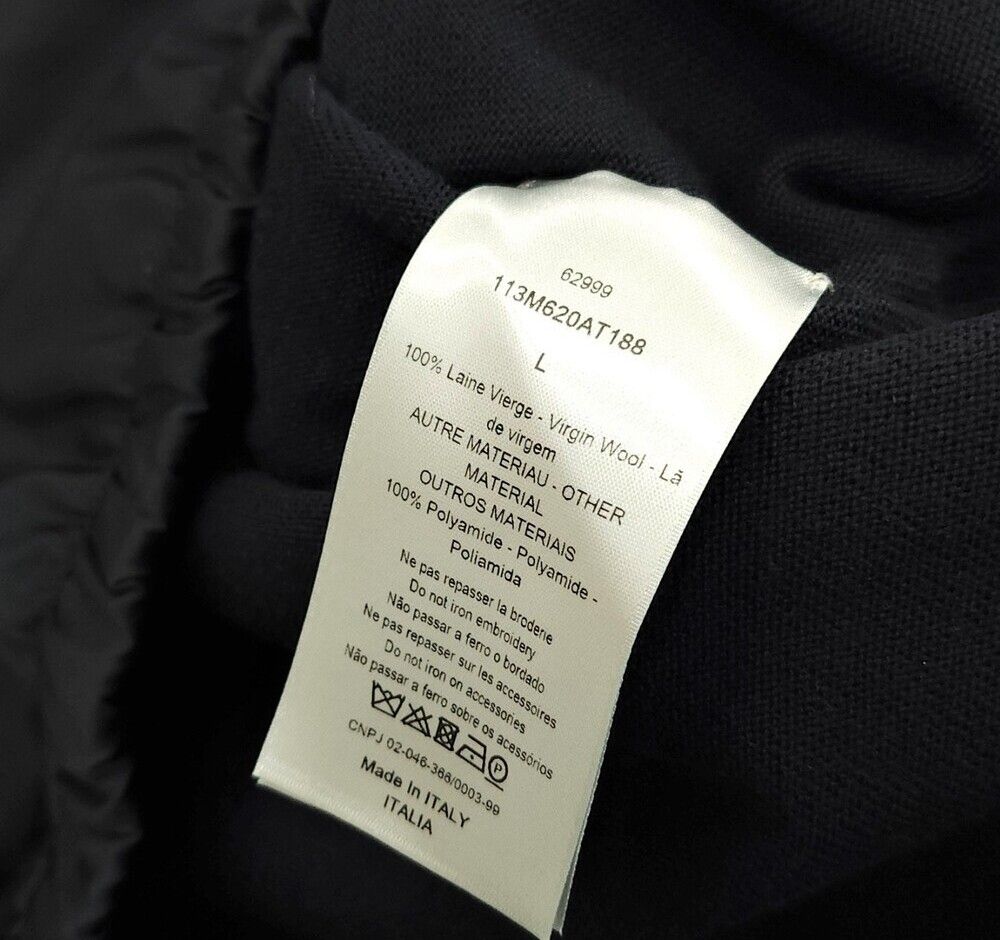 62999
113M620AT188
L
100% Laine Vierge - Virgin Wool - Lã
de virgem
AUTRE MATERIAU - OTHER
MATERIAL
OUTROS MATERIAIS
100% Polyamide - Polyamide -
Poliamida
Ne pas repasser la broderie
Do not iron embroidery
Não passar a ferro o bordado
Ne pas repasser sur les accessoires
Do not iron on accessories
Não passar a ferro sobre os acessórios
P
CNPJ 02-046-366/0003-99
Made In ITALY
ITALIA